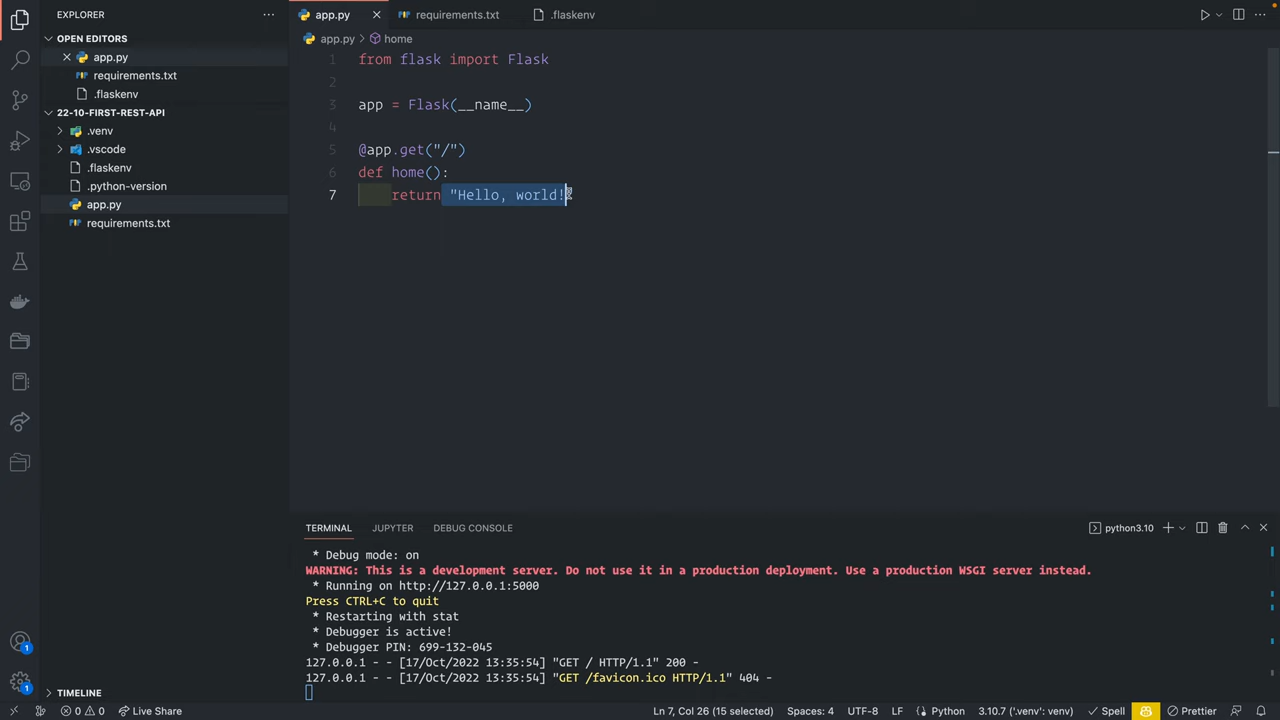 EXPLORER
OPEN EDITORS
app.py
requirements.txt
.flaskenv
22-10-FIRST-REST-API
.venv
.vscode
.flaskenv
.python-version
app.py
requirements.txt
TIMELINE
app.py requirements.txt .flaskenv
app.py home
1 from flask import Flask
2
3 app = Flask(__name__)
4
5 @app.get("/")
6 def home():
7 return "Hello, world!
TERMINAL JUPYTER DEBUG CONSOLE python3.10
* Debug mode: on
WARNING: This is a development server. Do not use it in a production deployment. Use a production WSGI server instead.
* Running on http://127.0.0.1:5000
Press CTRL+C to quit
* Restarting with stat
* Debugger is active!
* Debugger PIN: 699-132-045
127.0.0.1 - - [17/Oct/2022 13:35:54] "GET / HTTP/1.1" 200 -
127.0.0.1 - - [17/Oct/2022 13:35:54] "GET /favicon.ico HTTP/1.1" 404 -
1
1
0 0 Live Share Ln 7, Col 26 (15 selected) Spaces: 4 UTF-8 LF Python 3.10.7 ('.venv': venv) Spell Prettier